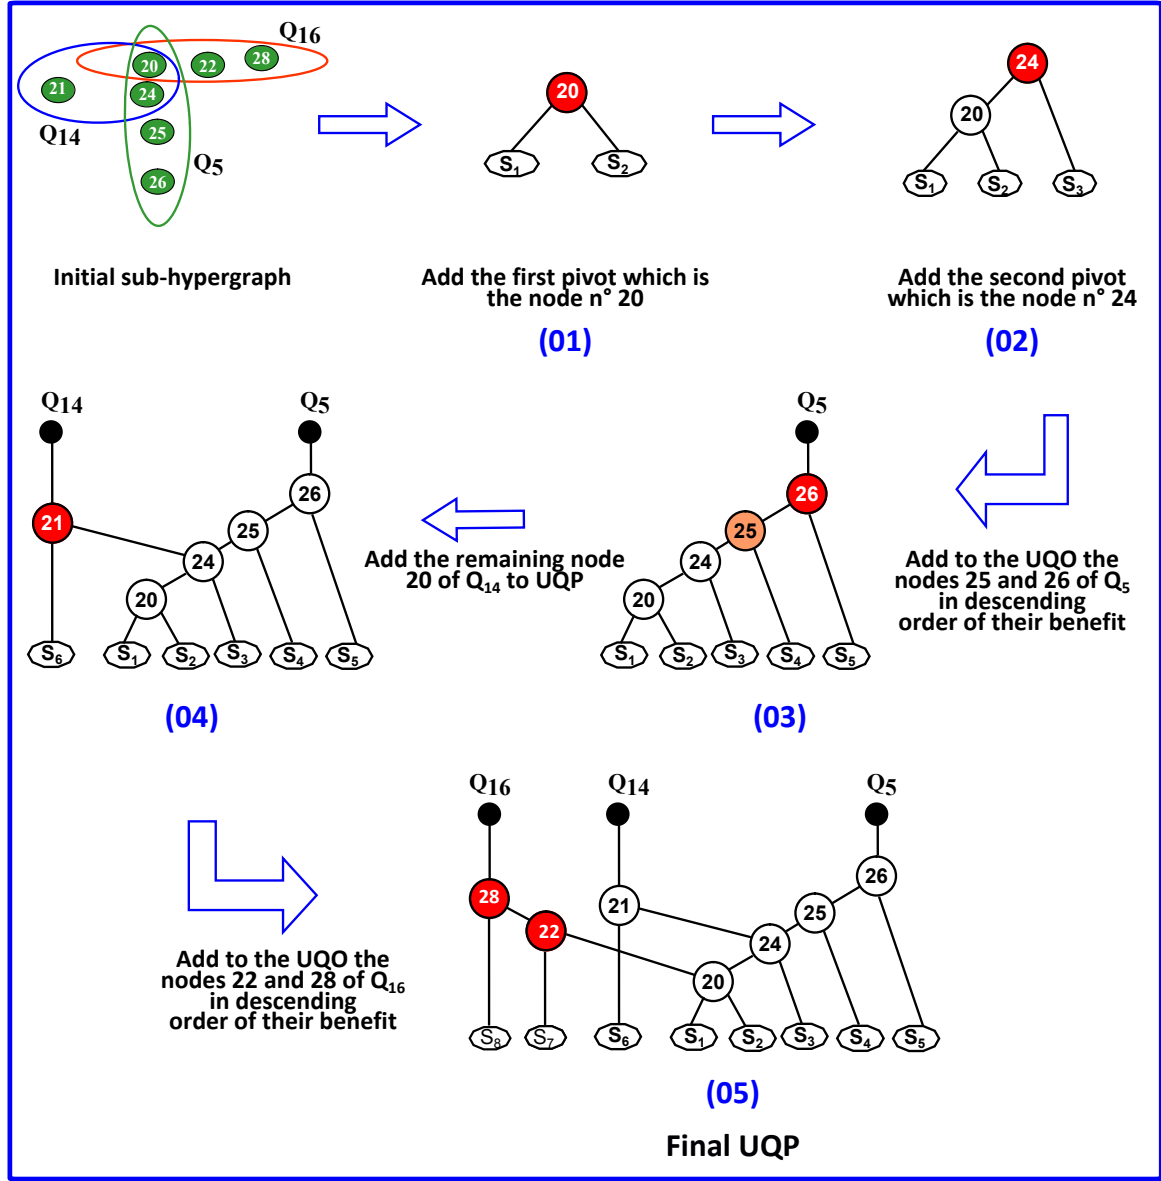 Q16
20 22 28
21
24
Q14
25
Q5
26
Initial sub-hypergraph
20
S1 S2
Add the first pivot which is
the node n° 20
(01)
24
20
S1 S2 S3
Add the second pivot
which is the node n° 24
(02)
Q5
26
25
24
20
S1 S2 S3 S4 S5
(03)
Add to the UQO the
nodes 25 and 26 of Q5
in descending
order of their benefit
Q14 Q5
26
21
25
24
20
S6 S1 S2 S3 S4 S5
(04)
Add the remaining node
20 of Q14 to UQP
Add to the UQO the
nodes 22 and 28 of Q16
in descending
order of their benefit
Q16 Q14 Q5
26
28 21 25
22 24
20
S8 S7 S6 S1 S2 S3 S4 S5
(05)
Final UQP